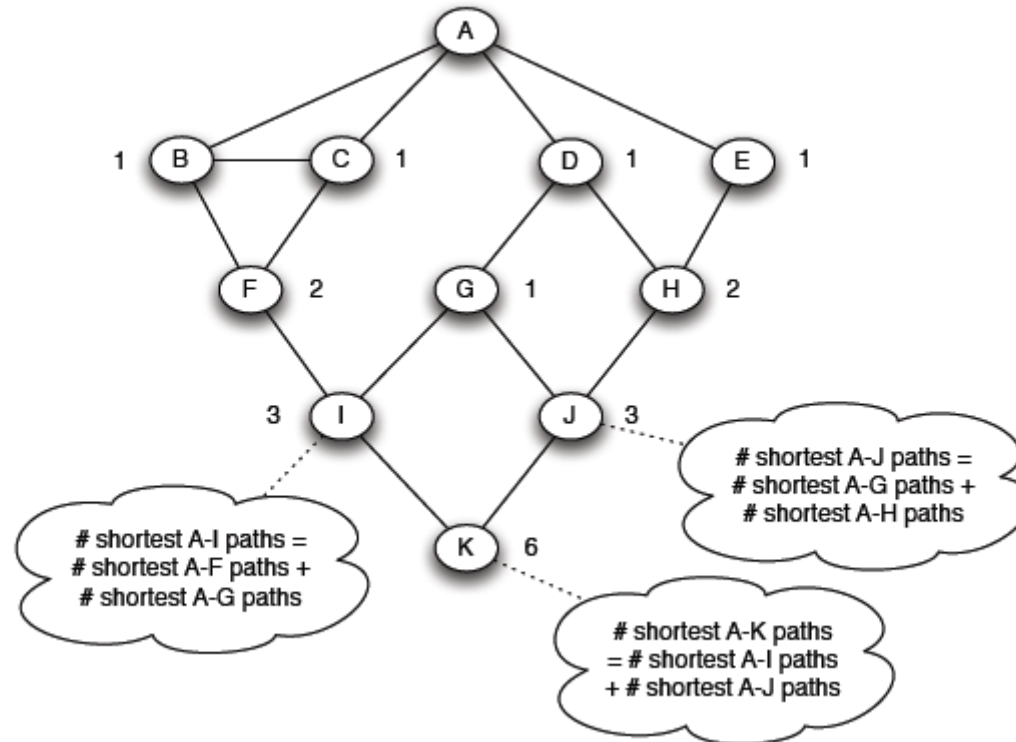 A
1 B C 1 D 1 E 1
F 2 G 1 H 2
3 I J 3
# shortest A-J paths =
# shortest A-G paths +
# shortest A-H paths
# shortest A-I paths =
# shortest A-F paths +
# shortest A-G paths
K 6
# shortest A-K paths
= # shortest A-I paths
+ # shortest A-J paths